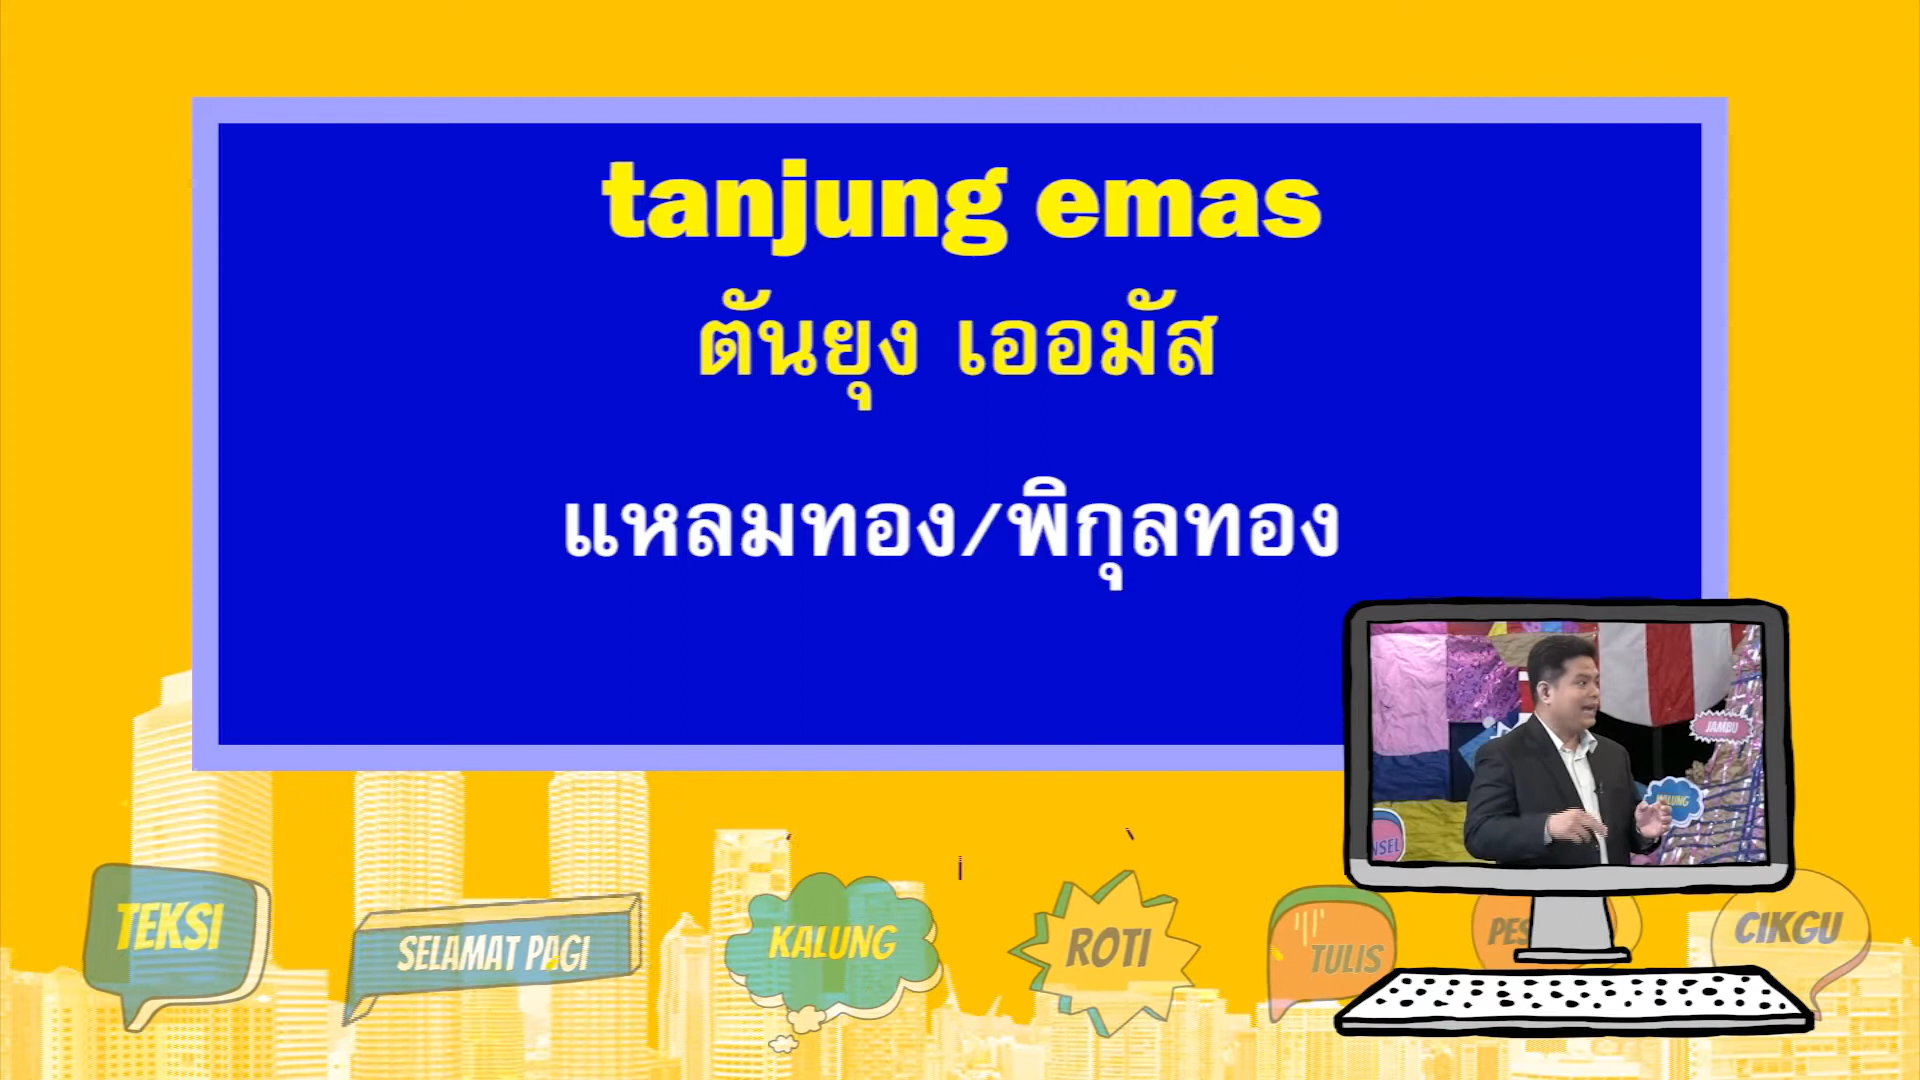 tanjung emas
ตันยุง เออมัส
แหลมทอง/พิกุลทอง
JAMBU
TEKSI
SELAMAT PAGI
KALUNG
ROTI
TULIS
CIKGU